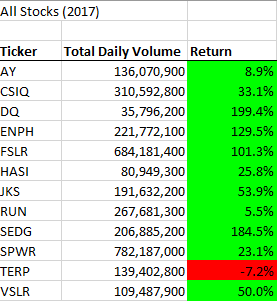 All Stocks (2017)
Ticker Total Daily Volume Return
AY 136,070,900 8.9%
CSIQ 310,592,800 33.1%
DQ 35,796,200 199.4%
ENPH 221,772,100 129.5%
FSLR 684,181,400 101.3%
HASI 80,949,300 25.8%
JKS 191,632,200 53.9%
RUN 267,681,300 5.5%
SEDG 206,885,200 184.5%
SPWR 782,187,000 23.1%
TERP 139,402,800 -7.2%
VSLR 109,487,900 50.0%